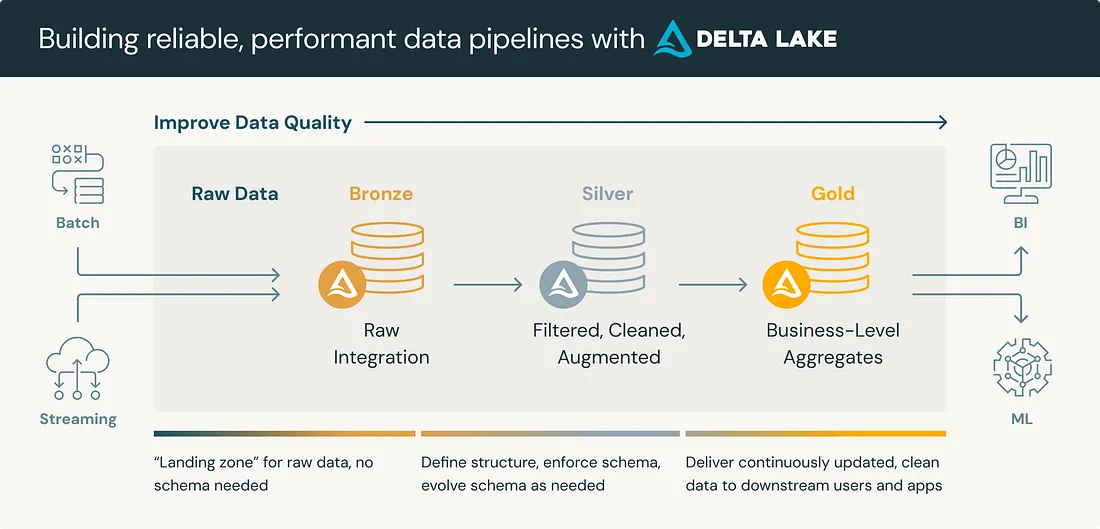 Building reliable, performant data pipelines with DELTA LAKE
Improve Data Quality
Raw Data
Bronze
Silver
Gold
Batch
BI
Raw
Integration
Filtered, Cleaned,
Augmented
Business-Level
Aggregates
Streaming
ML
“Landing zone” for raw data, no
schema needed
Define structure, enforce schema,
evolve schema as needed
Deliver continuously updated, clean
data to downstream users and apps